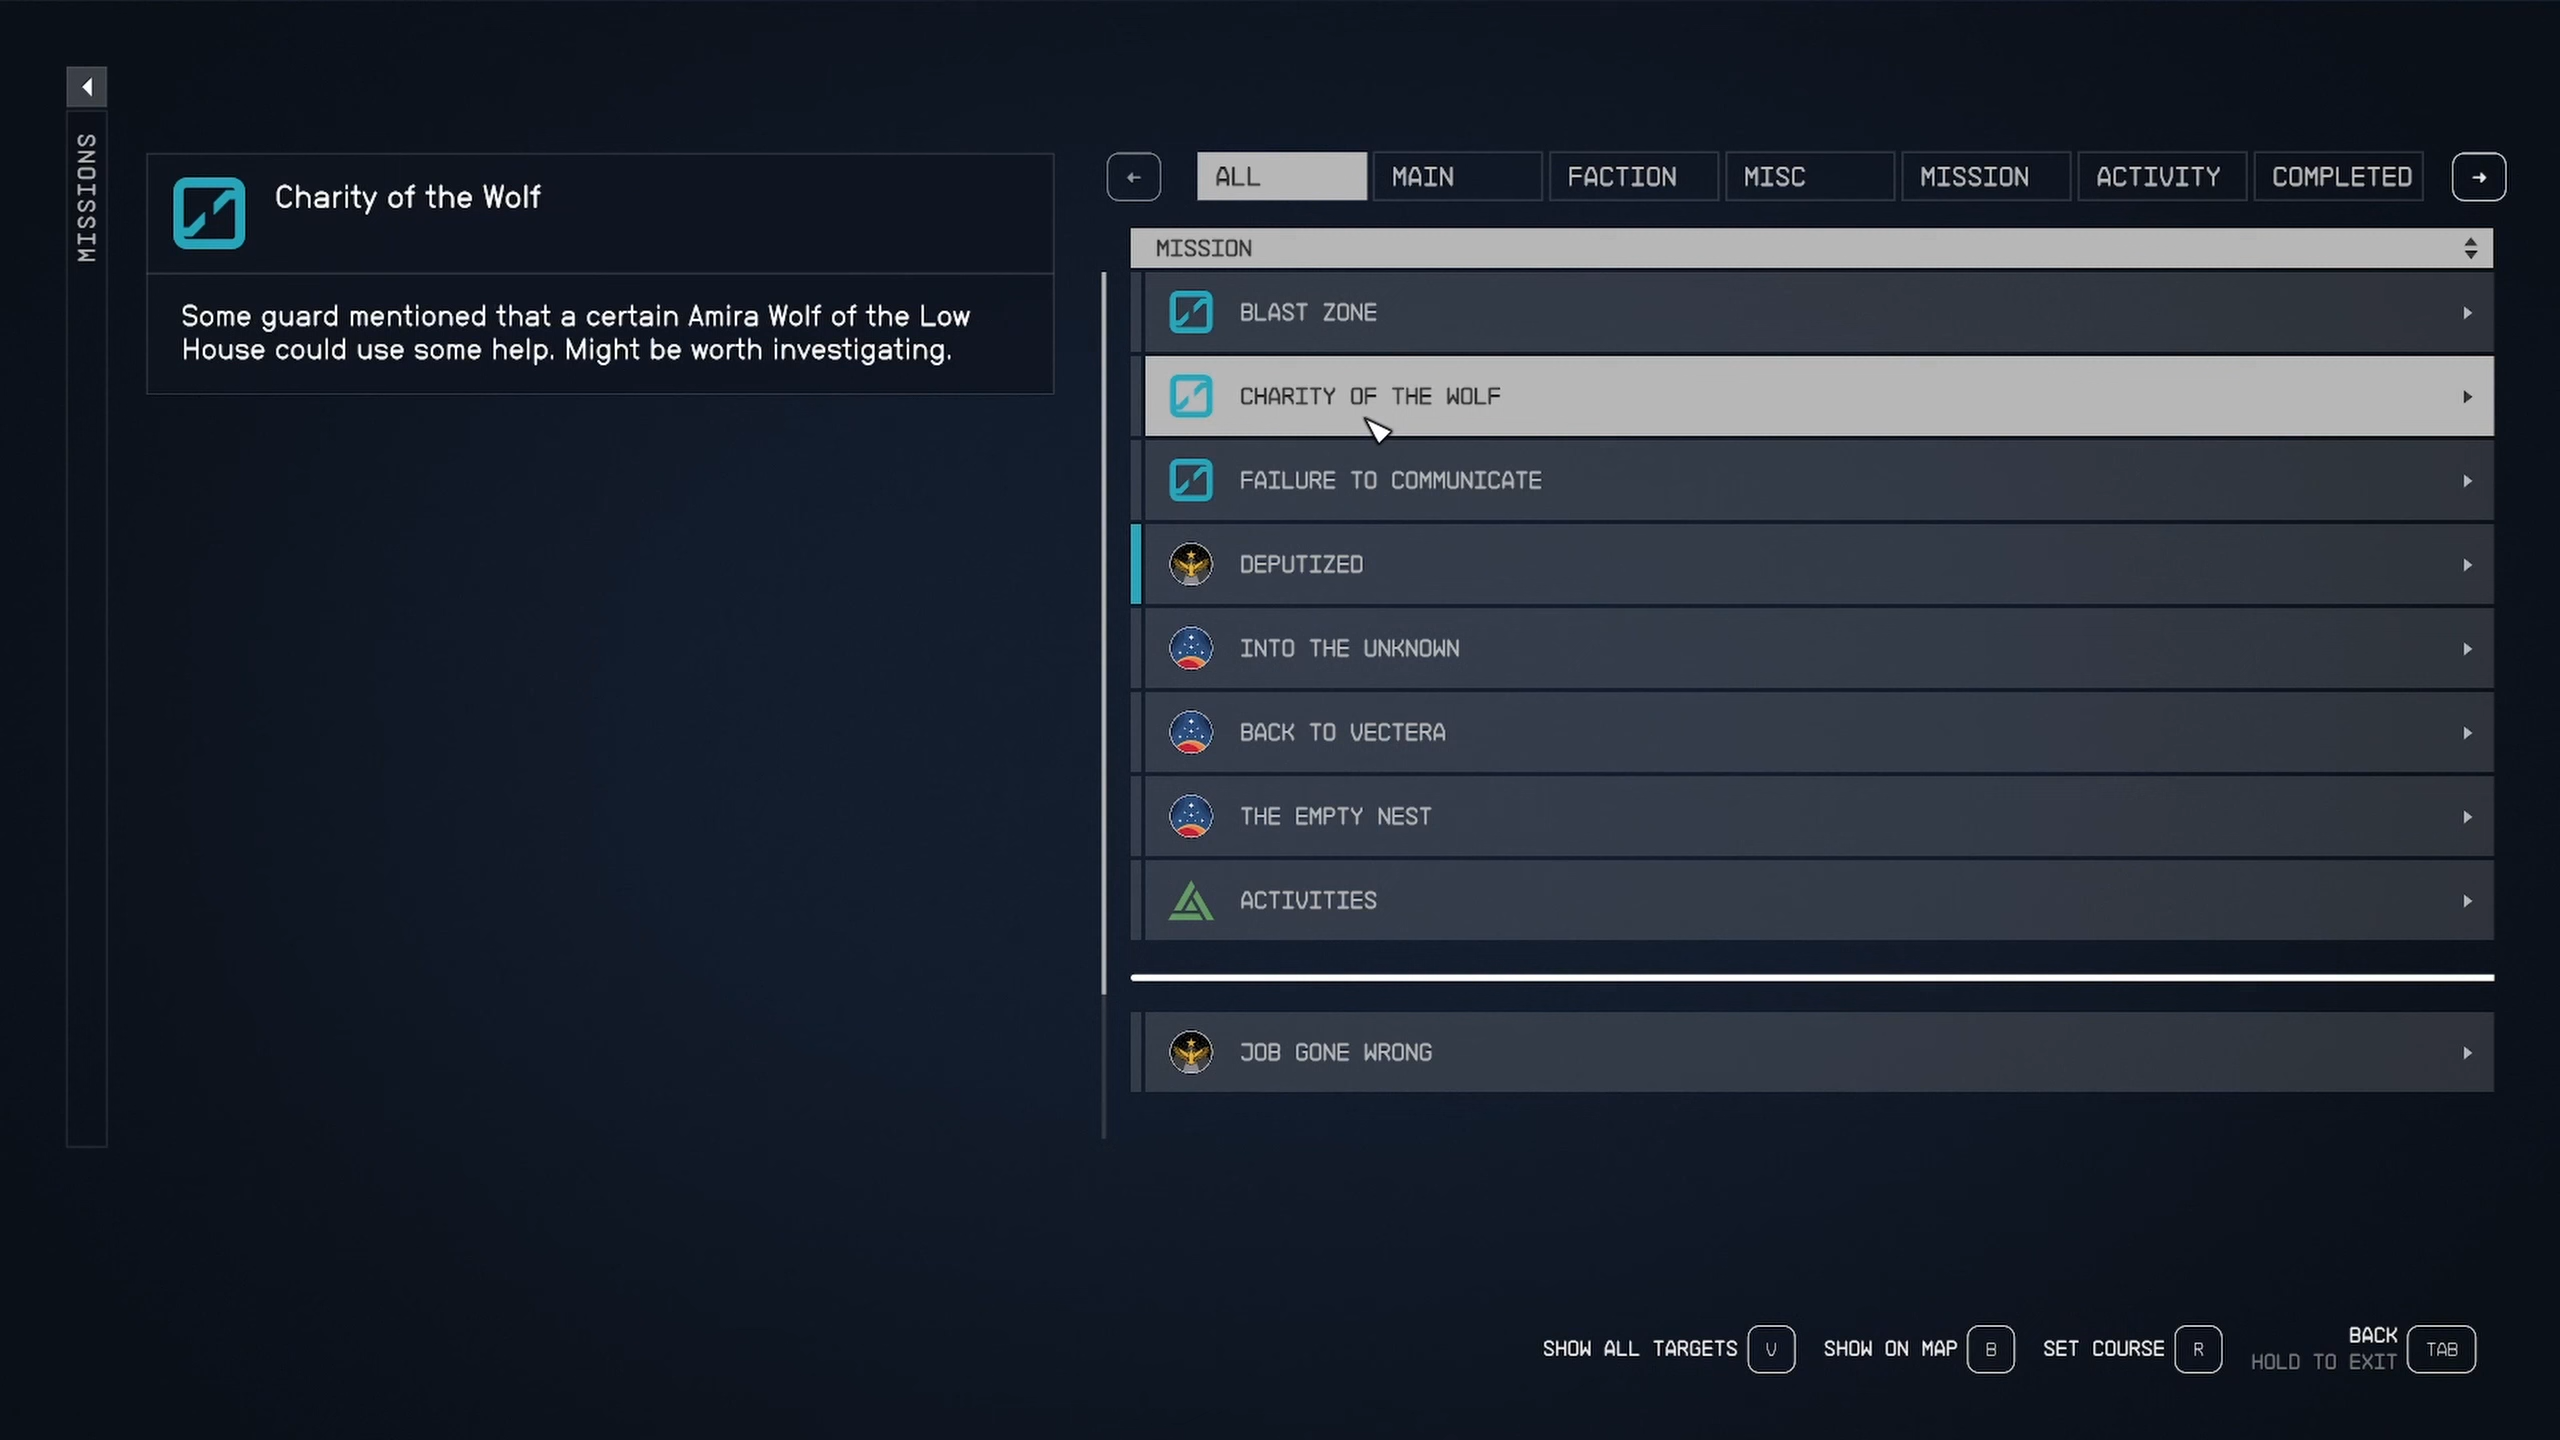 MISSIONS
Charity of the Wolf
Some guard mentioned that a certain Amira Wolf of the Low
House could use some help. Might be worth investigating.
ALL
MAIN
FACTION
MISC
MISSION
ACTIVITY
COMPLETED
MISSION
BLAST ZONE
CHARITY OF THE WOLF
FAILURE TO COMMUNICATE
DEPUTIZED
INTO THE UNKNOWN
BACK TO VECTERA
THE EMPTY NEST
ACTIVITIES
JOB GONE WRONG
SHOW ALL TARGETS V
SHOW ON MAP B
SET COURSE R
BACK
HOLD TO EXIT
TAB